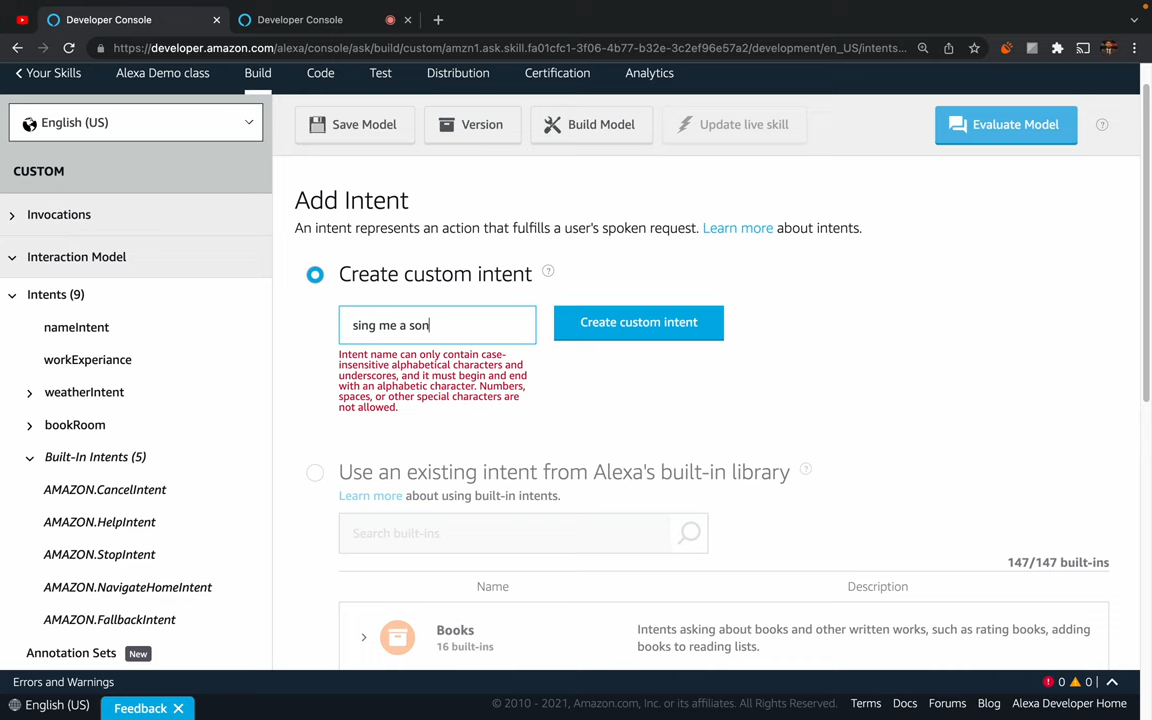 Developer Console
Developer Console
https://developer.amazon.com/alexa/console/ask/build/custom/amzn1.ask.skill.fa01cfc1-3f06-4b77-b32e-3c2ef96e57a2/development/en_US/intents...
Your Skills
Alexa Demo class
Build
Code
Test
Distribution
Certification
Analytics
English (US)
Save Model
Version
Build Model
Update live skill
Evaluate Model
?
CUSTOM
Invocations
Interaction Model
Intents (9)
nameIntent
workExperiance
weatherIntent
bookRoom
Built-In Intents (5)
AMAZON.CancelIntent
AMAZON.HelpIntent
AMAZON.StopIntent
AMAZON.NavigateHomeIntent
AMAZON.FallbackIntent
Annotation Sets New
Add Intent
An intent represents an action that fulfills a user's spoken request. Learn more about intents.
Create custom intent ?
sing me a son
Create custom intent
Intent name can only contain case-
insensitive alphabetical characters and
underscores, and it must begin and end
with an alphabetic character. Numbers,
spaces, or other special characters are
not allowed.
Use an existing intent from Alexa's built-in library ?
Learn more about using built-in intents.
Search built-ins
147/147 built-ins
Name
Description
Books
16 built-ins
Intents asking about books and other written works, such as rating books, adding
books to reading lists.
Errors and Warnings
0
0
English (US)
Feedback
© 2010 - 2021, Amazon.com, Inc. or its affiliates. All Rights Reserved.
Terms
Docs
Forums
Blog
Alexa Developer Home